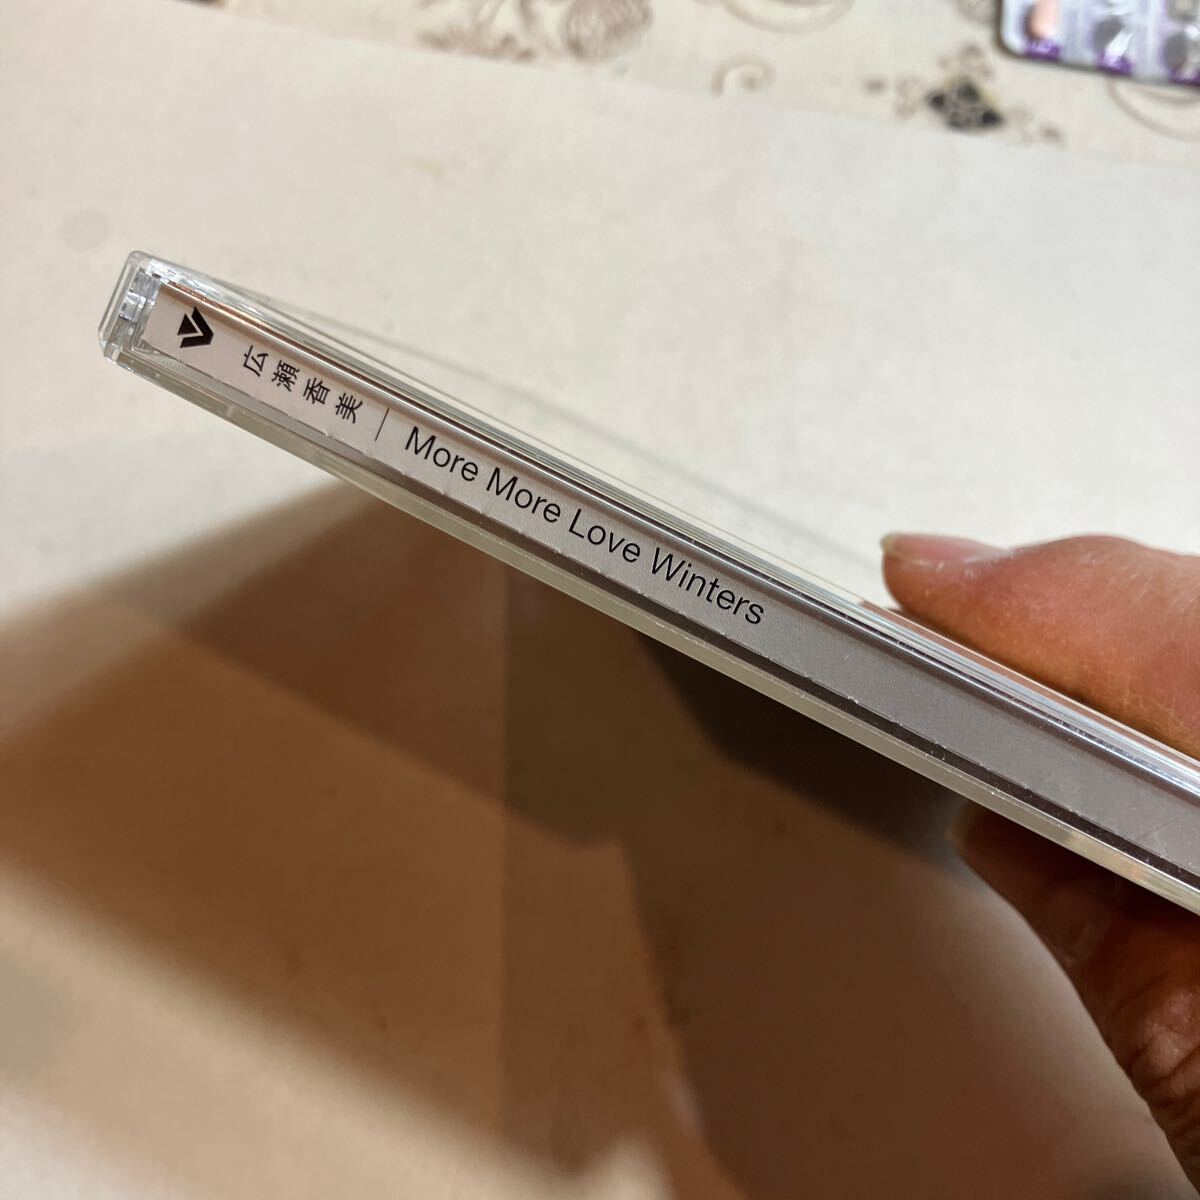 広瀬香美 | More More Love Winters